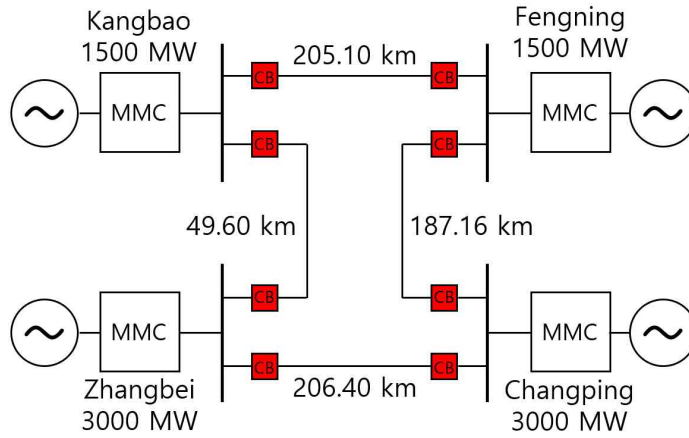 Kangbao
1500 MW
Fengning
1500 MW
205.10 km
CB
CB
MMC
MMC
CB
CB
49.60 km
187.16 km
CB
CB
MMC
MMC
CB
CB
206.40 km
Zhangbei
3000 MW
Changping
3000 MW